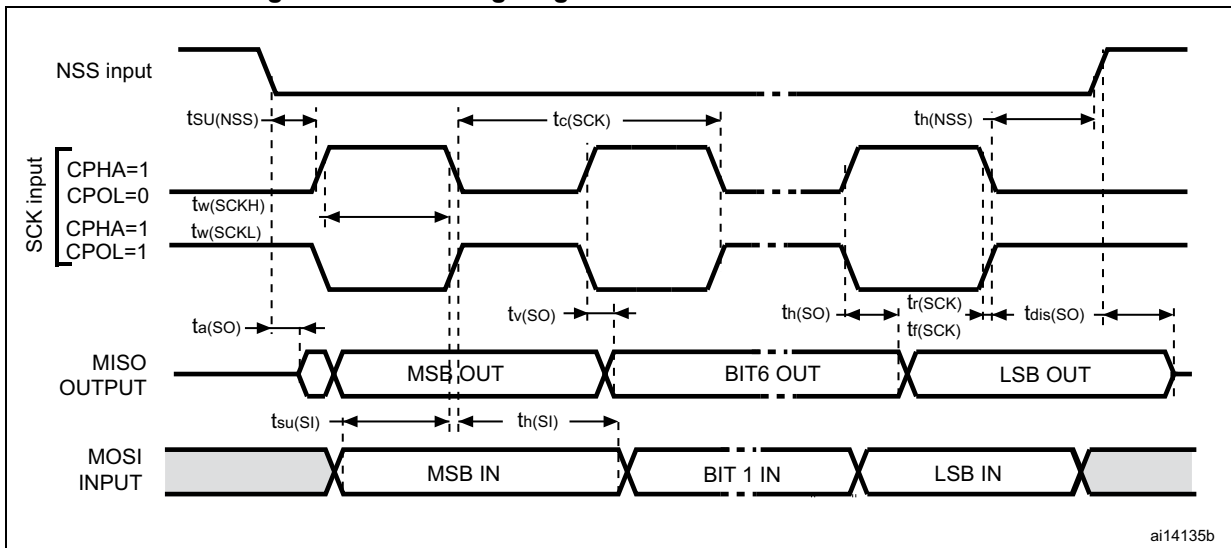 NSS input
tSU(NSS)
tc(SCK)
th(NSS)
SCK input
CPHA=1
CPOL=0
tw(SCKH)
CPHA=1
tw(SCKL)
CPOL=1
ta(SO)
tv(SO)
th(SO)
tr(SCK)
tf(SCK)
tdis(SO)
MISO
OUTPUT
MSB OUT
BIT6 OUT
LSB OUT
tsu(SI)
th(SI)
MOSI
INPUT
MSB IN
BIT 1 IN
LSB IN
ai14135b